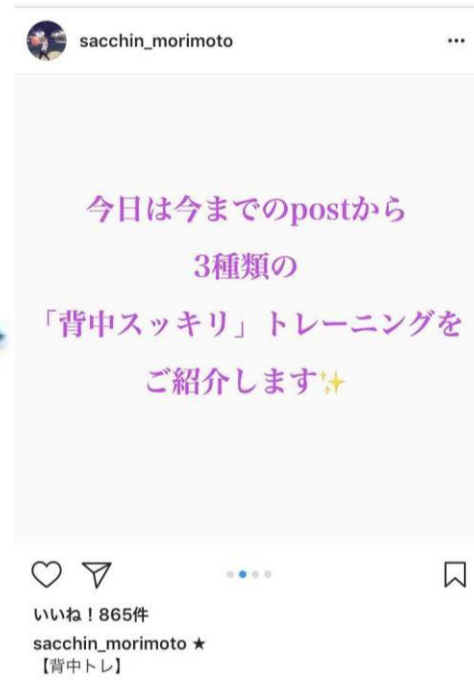 sacchin_morimoto
今日は今までのpostから
3種類の
「背中スッキリ」トレーニングを
ご紹介します✨
いいね！865件
sacchin_morimoto ★
【背中トレ】